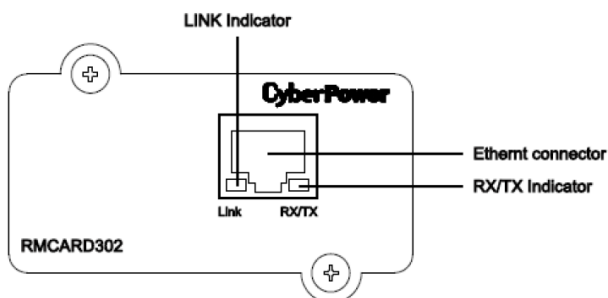 LINK Indicator
CyberPower
Ethernt connector
RX/TX Indicator
Link RX/TX
RMCARD302